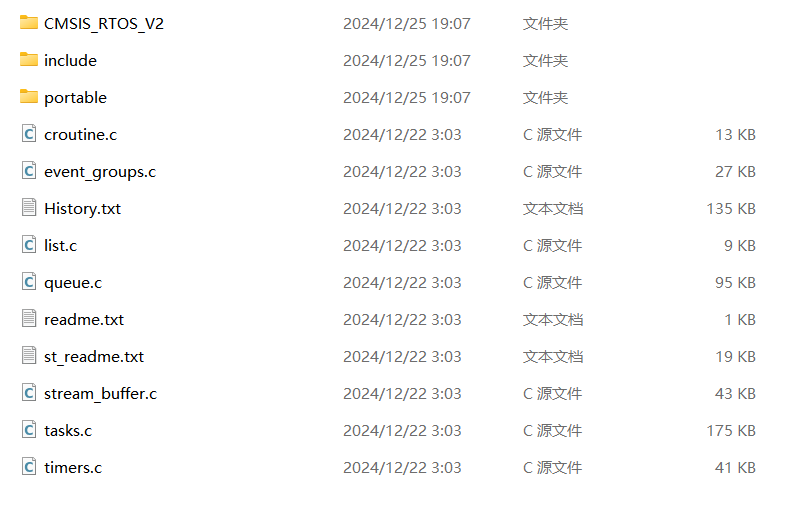 CMSIS_RTOS_V2 2024/12/25 19:07 文件夹
include 2024/12/25 19:07 文件夹
portable 2024/12/25 19:07 文件夹
croutine.c 2024/12/22 3:03 C 源文件 13 KB
event_groups.c 2024/12/22 3:03 C 源文件 27 KB
History.txt 2024/12/22 3:03 文本文档 135 KB
list.c 2024/12/22 3:03 C 源文件 9 KB
queue.c 2024/12/22 3:03 C 源文件 95 KB
readme.txt 2024/12/22 3:03 文本文档 1 KB
st_readme.txt 2024/12/22 3:03 文本文档 19 KB
stream_buffer.c 2024/12/22 3:03 C 源文件 43 KB
tasks.c 2024/12/22 3:03 C 源文件 175 KB
timers.c 2024/12/22 3:03 C 源文件 41 KB